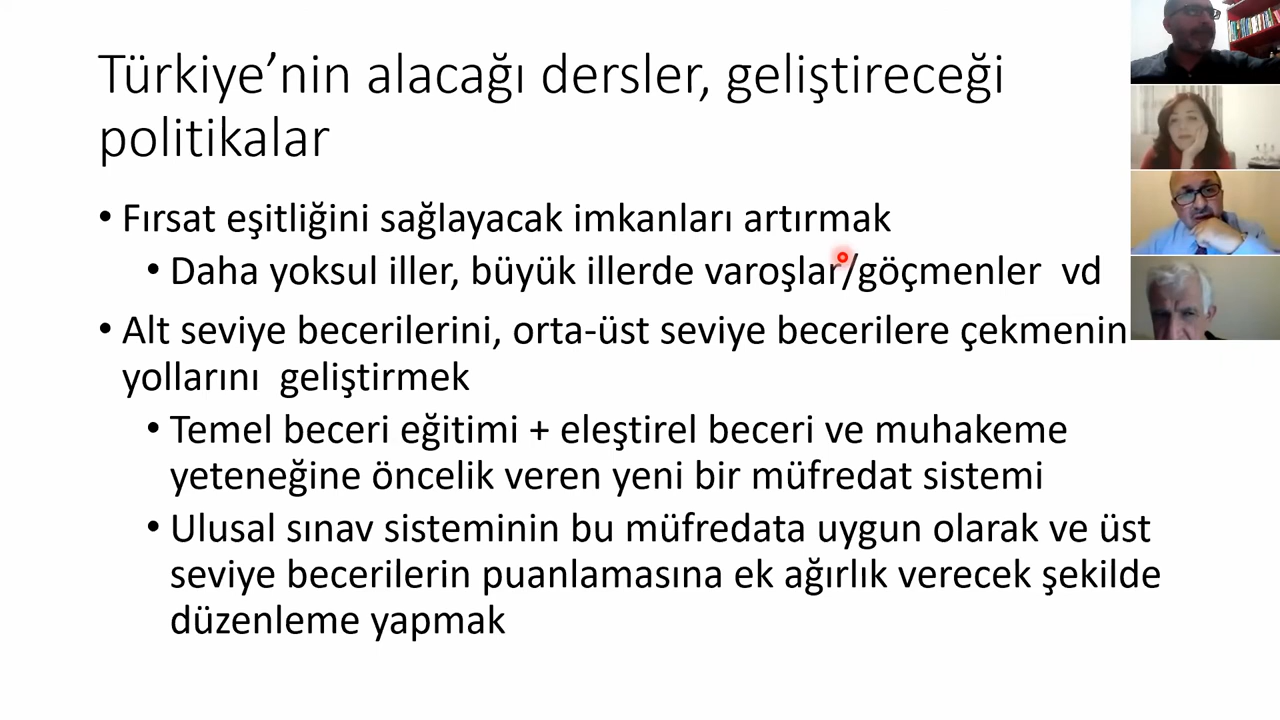 Türkiye’nin alacağı dersler, geliştireceği
politikalar
• Fırsat eşitliğini sağlayacak imkanları artırmak
• Daha yoksul iller, büyük illerde varoşlar/göçmenler vd
• Alt seviye becerilerini, orta-üst seviye becerilere çekmenin
yollarını geliştirmek
• Temel beceri eğitimi + eleştirel beceri ve muhakeme
yeteneğine öncelik veren yeni bir müfredat sistemi
• Ulusal sınav sisteminin bu müfredata uygun olarak ve üst
seviye becerilerin puanlamasına ek ağırlık verecek şekilde
düzenleme yapmak